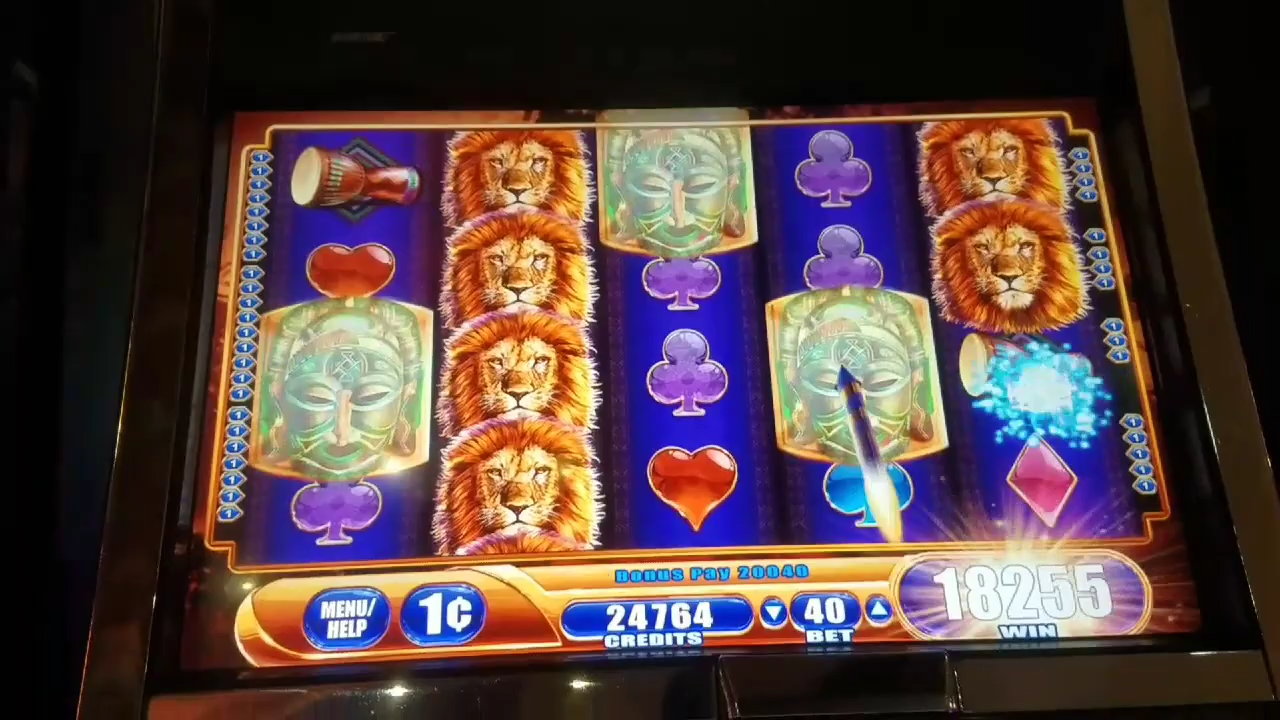 Bonus Pay 20040
MENU/
HELP
1¢
24764
CREDITS
40
BET
18255
WIN